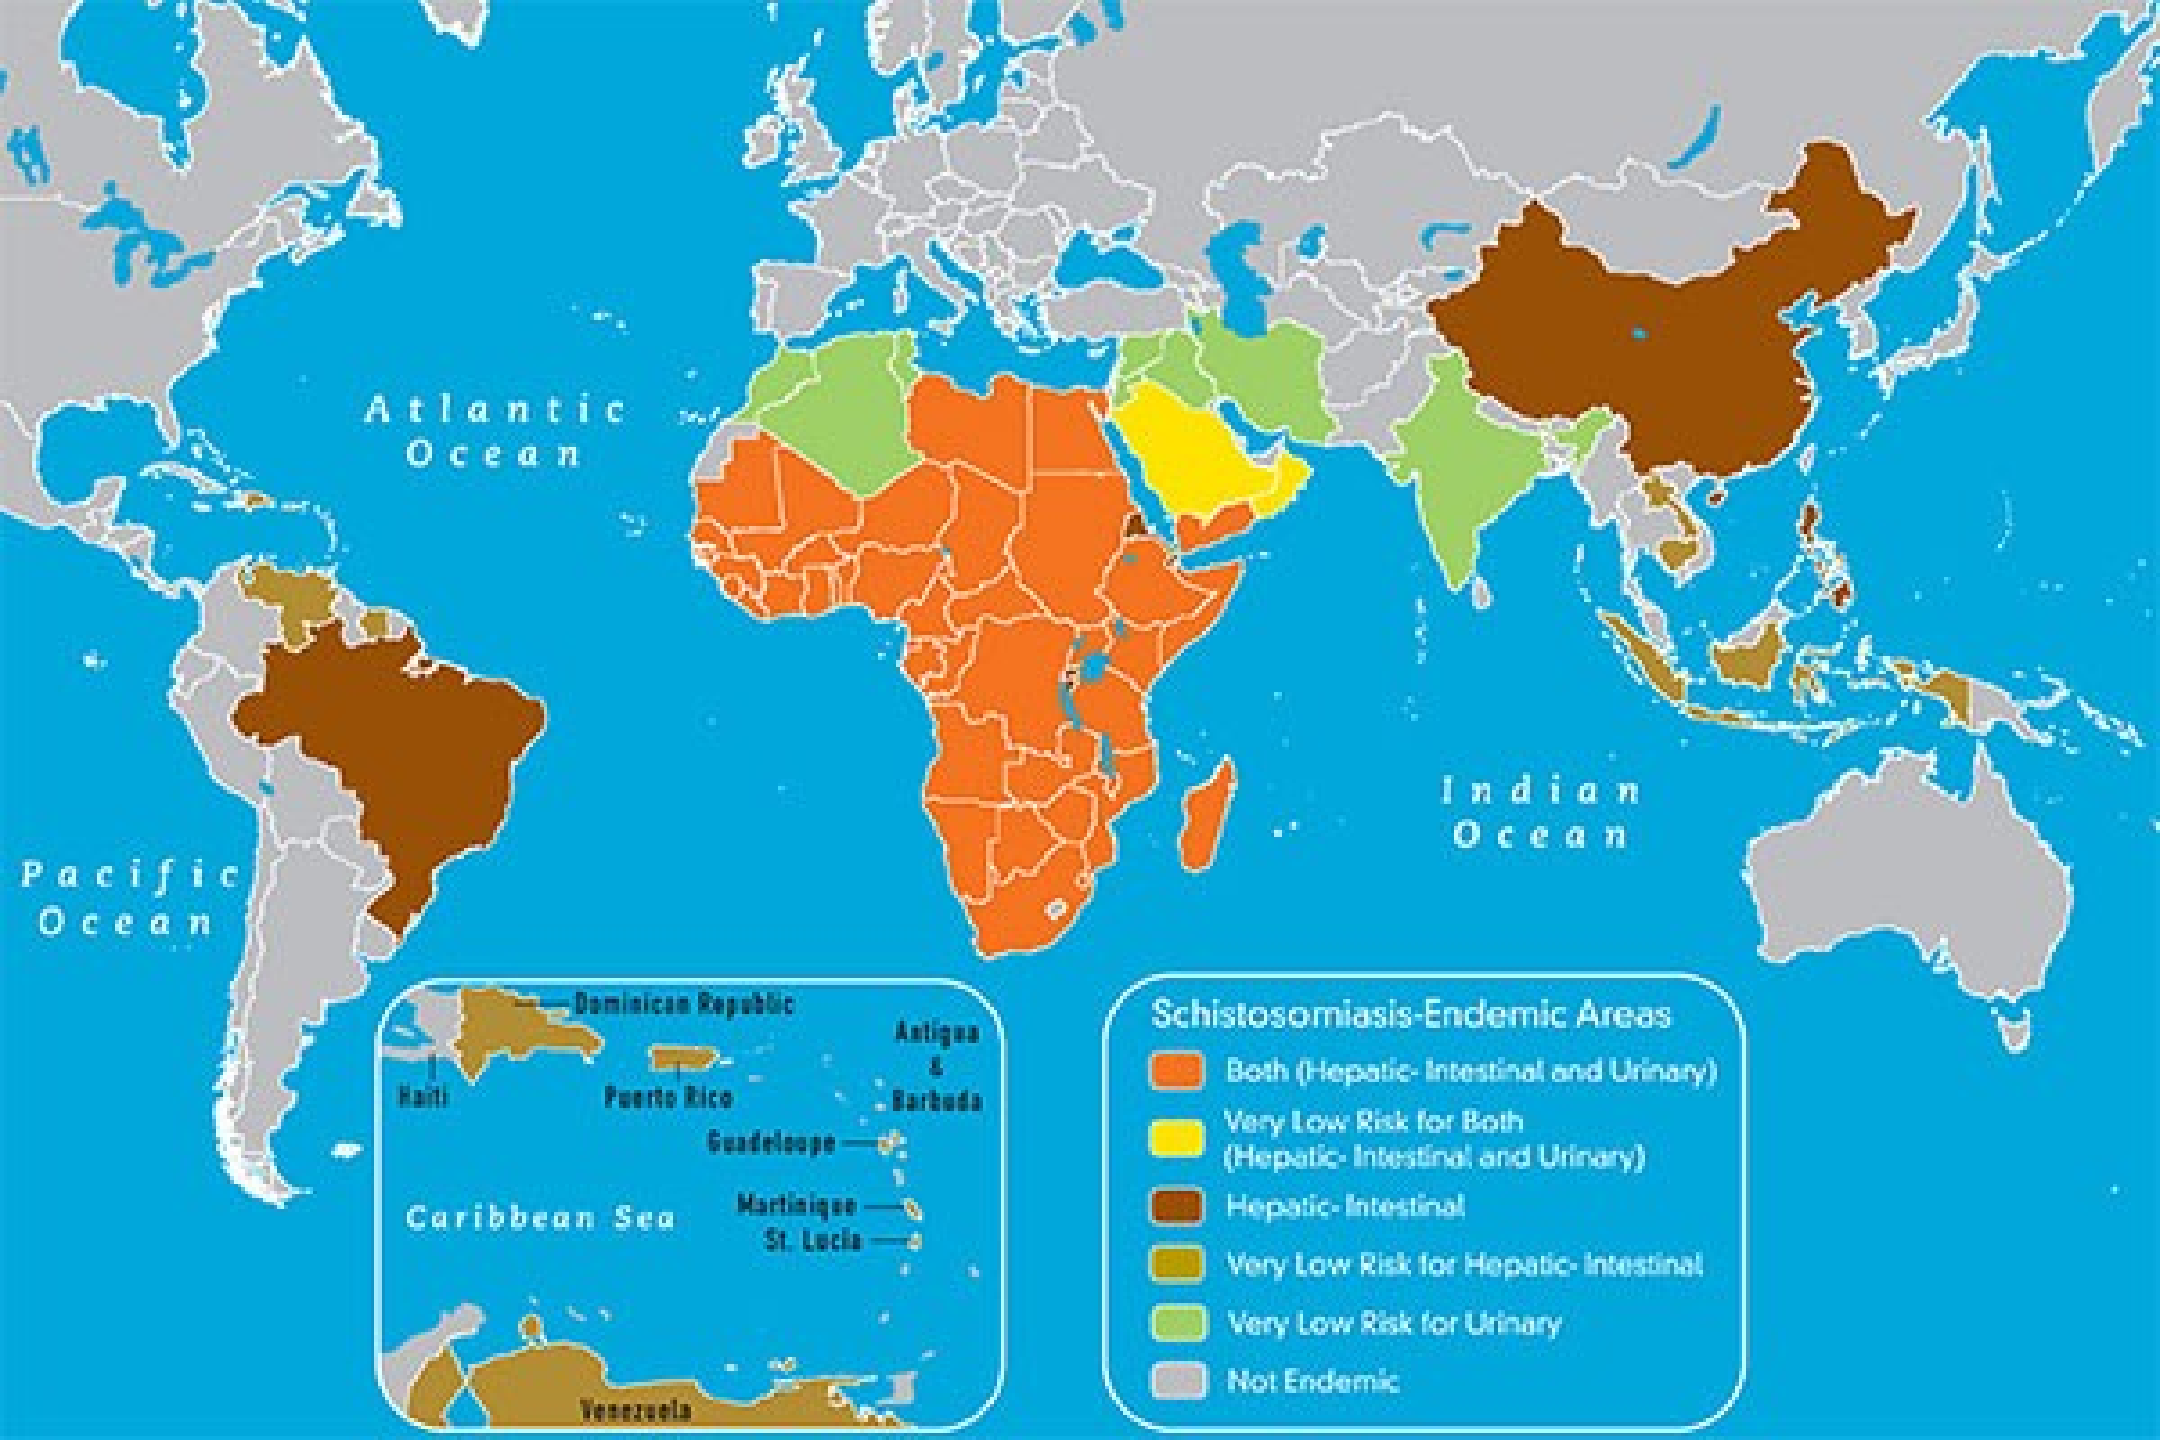 Atlantic
Ocean
Indian
Ocean
Pacific
Ocean
Dominican Republic
Haiti
Puerto Rico
Antigua
&
Barbuda
Guadeloupe
Martinique
St. Lucia
Caribbean Sea
Venezuela
Schistosomiasis-Endemic Areas
Both (Hepatic- Intestinal and Urinary)
Very Low Risk for Both
(Hepatic- Intestinal and Urinary)
Hepatic- Intestinal
Very Low Risk for Hepatic- Intestinal
Very Low Risk for Urinary
Not Endemic